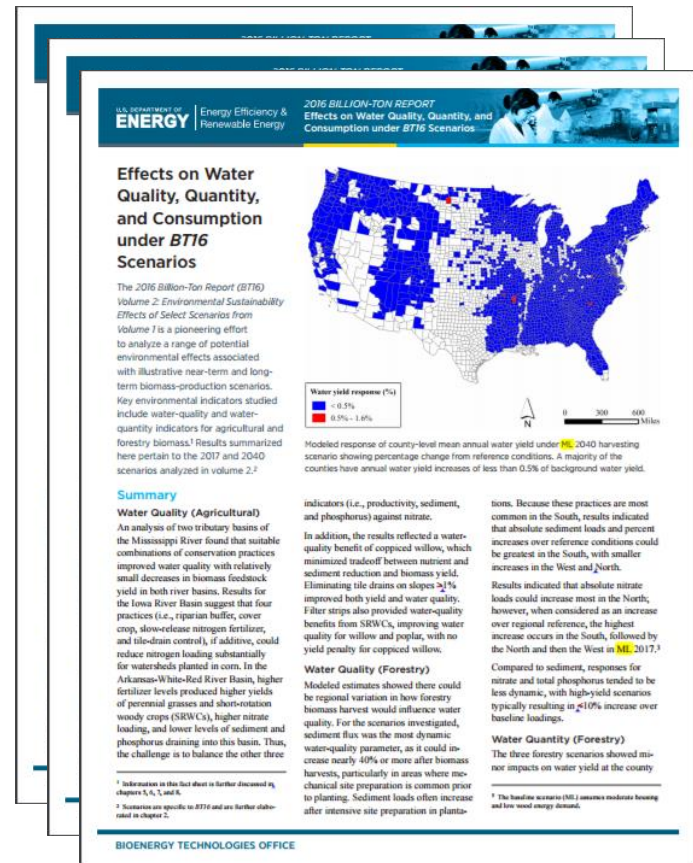 2016 BILLION-TON REPORT
2016 BILLION-TON REPORT
U.S. DEPARTMENT OF
ENERGY
Energy Efficiency &
Renewable Energy
2016 BILLION-TON REPORT
Effects on Water Quality, Quantity, and
Consumption under BT16 Scenarios
Effects on Water
Quality, Quantity,
and Consumption
under BT16
Scenarios
The 2016 Billion-Ton Report (BT16)
Volume 2: Environmental Sustainability
Effects of Select Scenarios from
Volume 1 is a pioneering effort
to analyze a range of potential
environmental effects associated
with illustrative near-term and long-
term biomass-production scenarios.
Key environmental indicators studied
include water-quality and water-
quantity indicators for agricultural and
forestry biomass.¹ Results summarized
here pertain to the 2017 and 2040
scenarios analyzed in volume 2.²
Water yield response (%)
< 0.5%
0.5% - 1.6%
N
0 300 600
Miles
Modeled response of county-level mean annual water yield under ML 2040 harvesting
scenario showing percentage change from reference conditions. A majority of the
counties have annual water yield increases of less than 0.5% of background water yield.
Summary
Water Quality (Agricultural)
An analysis of two tributary basins of
the Mississippi River found that suitable
combinations of conservation practices
improved water quality with relatively
small decreases in biomass feedstock
yield in both river basins. Results for
the Iowa River Basin suggest that four
practices (i.e., riparian buffer, cover
crop, slow-release nitrogen fertilizer,
and tile-drain control), if additive, could
reduce nitrogen loading substantially
for watersheds planted in corn. In the
Arkansas-White-Red River Basin, higher
fertilizer levels produced higher yields
of perennial grasses and short-rotation
woody crops (SRWCs), higher nitrate
loading, and lower levels of sediment and
phosphorus draining into this basin. Thus,
the challenge is to balance the other three
¹ Information in this fact sheet is further discussed in
chapters 5, 6, 7, and 8.
² Scenarios are specific to BT16 and are further elabo-
rated in chapter 2.
indicators (i.e., productivity, sediment,
and phosphorus) against nitrate.
In addition, the results reflected a water-
quality benefit of coppiced willow, which
minimized tradeoff between nutrient and
sediment reduction and biomass yield.
Eliminating tile drains on slopes >1%
improved both yield and water quality.
Filter strips also provided water-quality
benefits from SRWCs, improving water
quality for willow and poplar, with no
yield penalty for coppiced willow.
Water Quality (Forestry)
Modeled estimates showed there could
be regional variation in how forestry
biomass harvest would influence water
quality. For the scenarios investigated,
sediment flux was the most dynamic
water-quality parameter, as it could in-
crease nearly 40% or more after biomass
harvests, particularly in areas where me-
chanical site preparation is common prior
to planting. Sediment loads often increase
after intensive site preparation in planta-
tions. Because these practices are most
common in the South, results indicated
that absolute sediment loads and percent
increases over reference conditions could
be greatest in the South, with smaller
increases in the West and North.
Results indicated that absolute nitrate
loads could increase most in the North;
however, when considered as an increase
over regional reference, the highest
increase occurs in the South, followed by
the North and then the West in ML 2017.³
Compared to sediment, responses for
nitrate and total phosphorus tended to be
less dynamic, with high-yield scenarios
typically resulting in <10% increase over
baseline loadings.
Water Quantity (Forestry)
The three forestry scenarios showed mi-
nor impacts on water yield at the county
³ The baseline scenario (ML) assumes moderate housing
and low wood energy demand.
BIOENERGY TECHNOLOGIES OFFICE